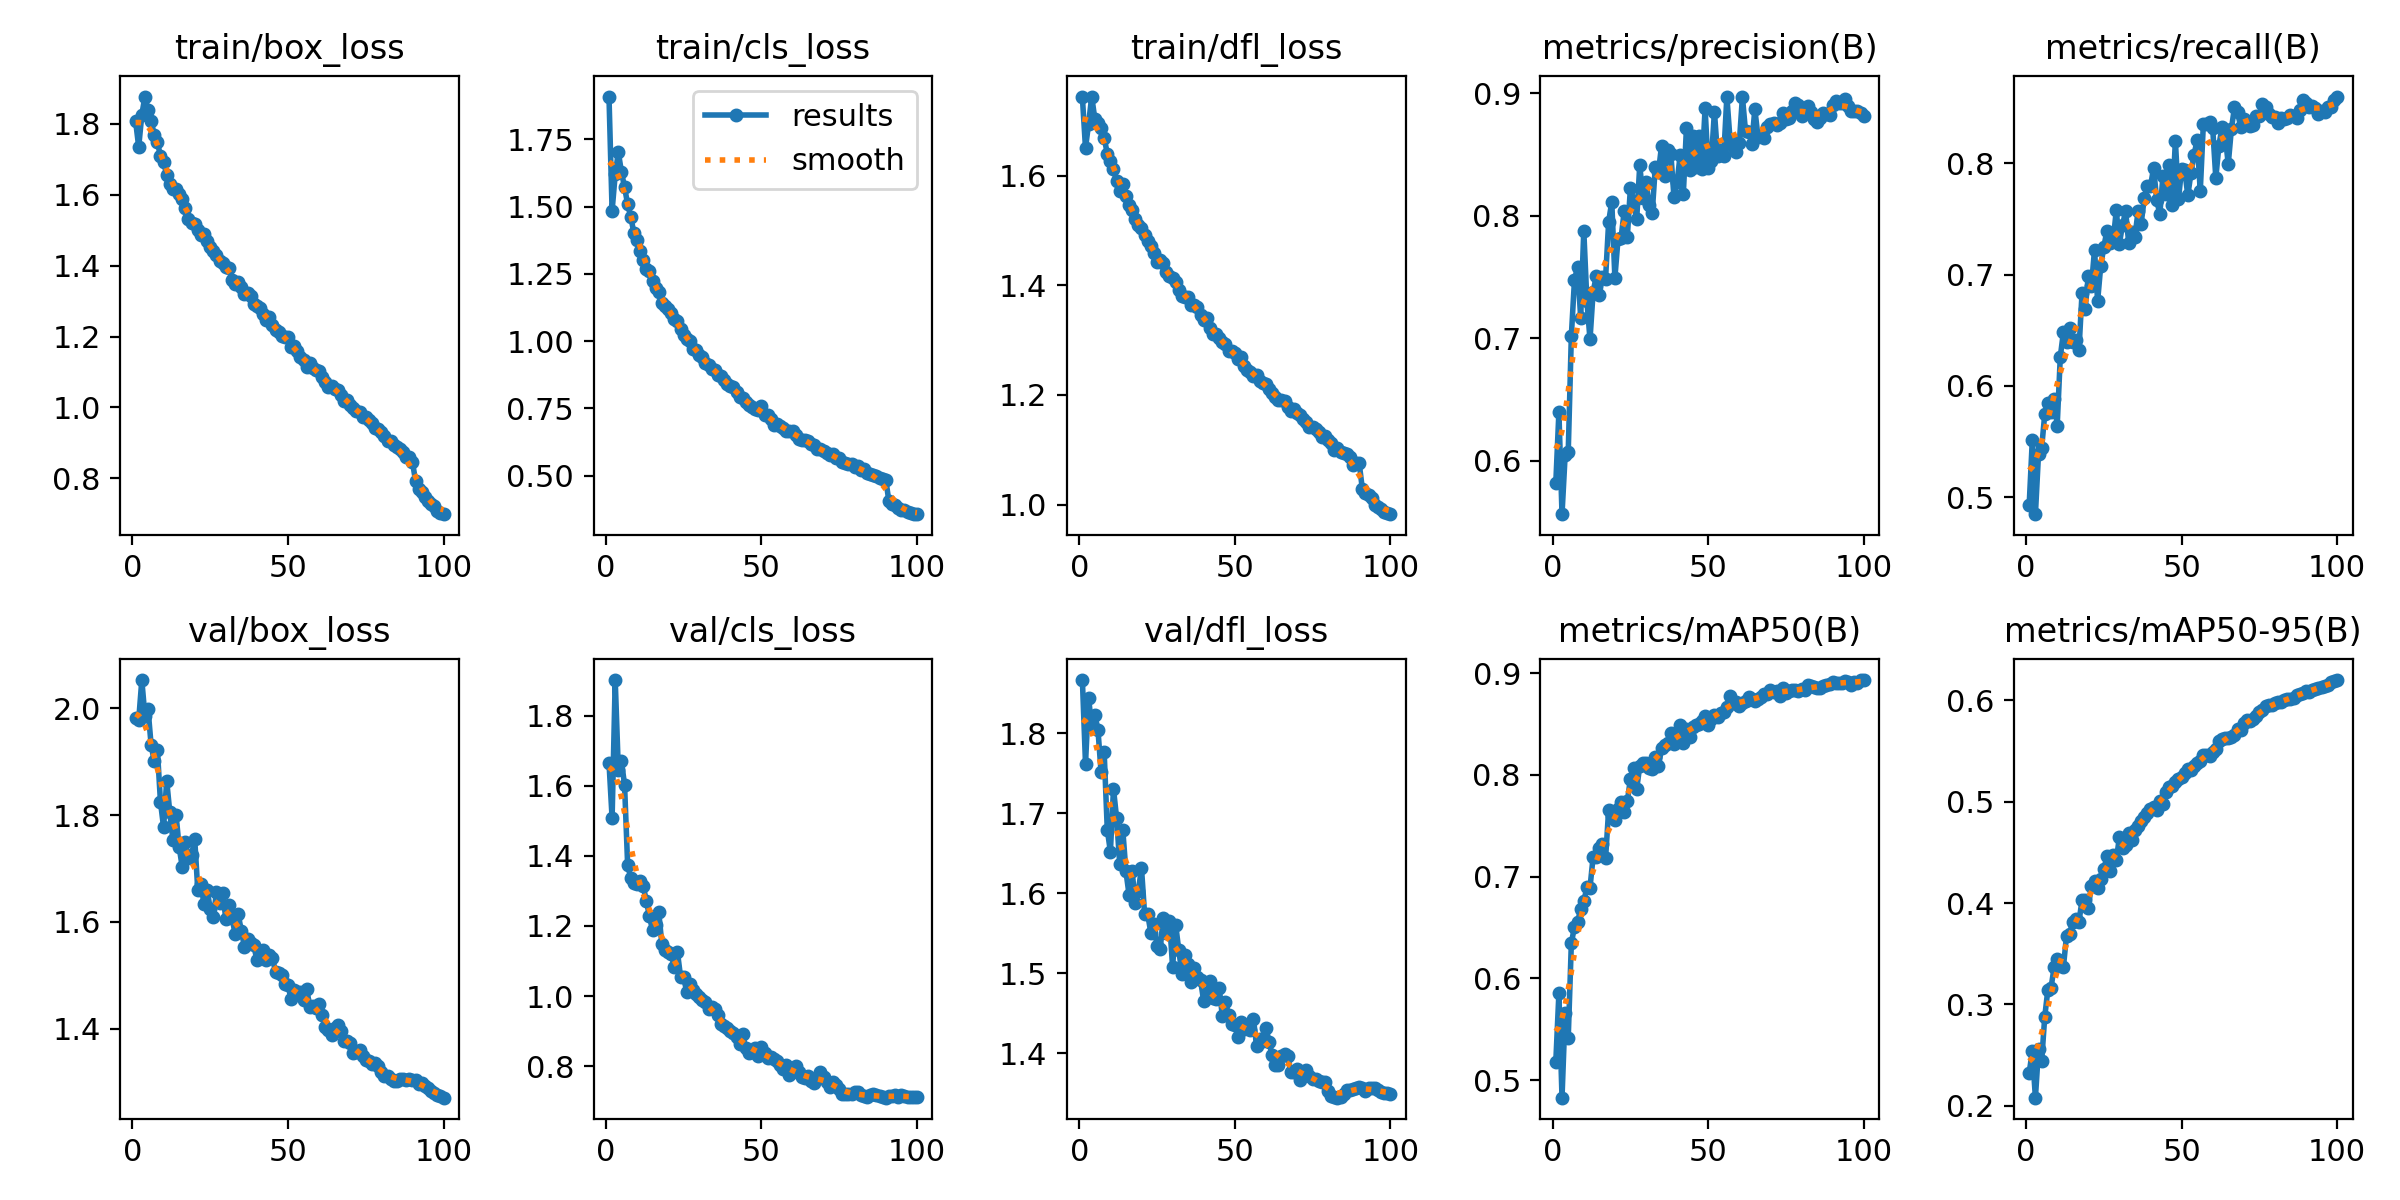 train/box_loss
1.8
1.6
1.4
1.2
1.0
0.8
0 50 100
train/cls_loss
results
smooth
1.75
1.50
1.25
1.00
0.75
0.50
0 50 100
train/dfl_loss
1.6
1.4
1.2
1.0
0 50 100
metrics/precision(B)
0.9
0.8
0.7
0.6
0 50 100
metrics/recall(B)
0.8
0.7
0.6
0.5
0 50 100
val/box_loss
2.0
1.8
1.6
1.4
0 50 100
val/cls_loss
1.8
1.6
1.4
1.2
1.0
0.8
0 50 100
val/dfl_loss
1.8
1.7
1.6
1.5
1.4
0 50 100
metrics/mAP50(B)
0.9
0.8
0.7
0.6
0.5
0 50 100
metrics/mAP50-95(B)
0.6
0.5
0.4
0.3
0.2
0 50 100